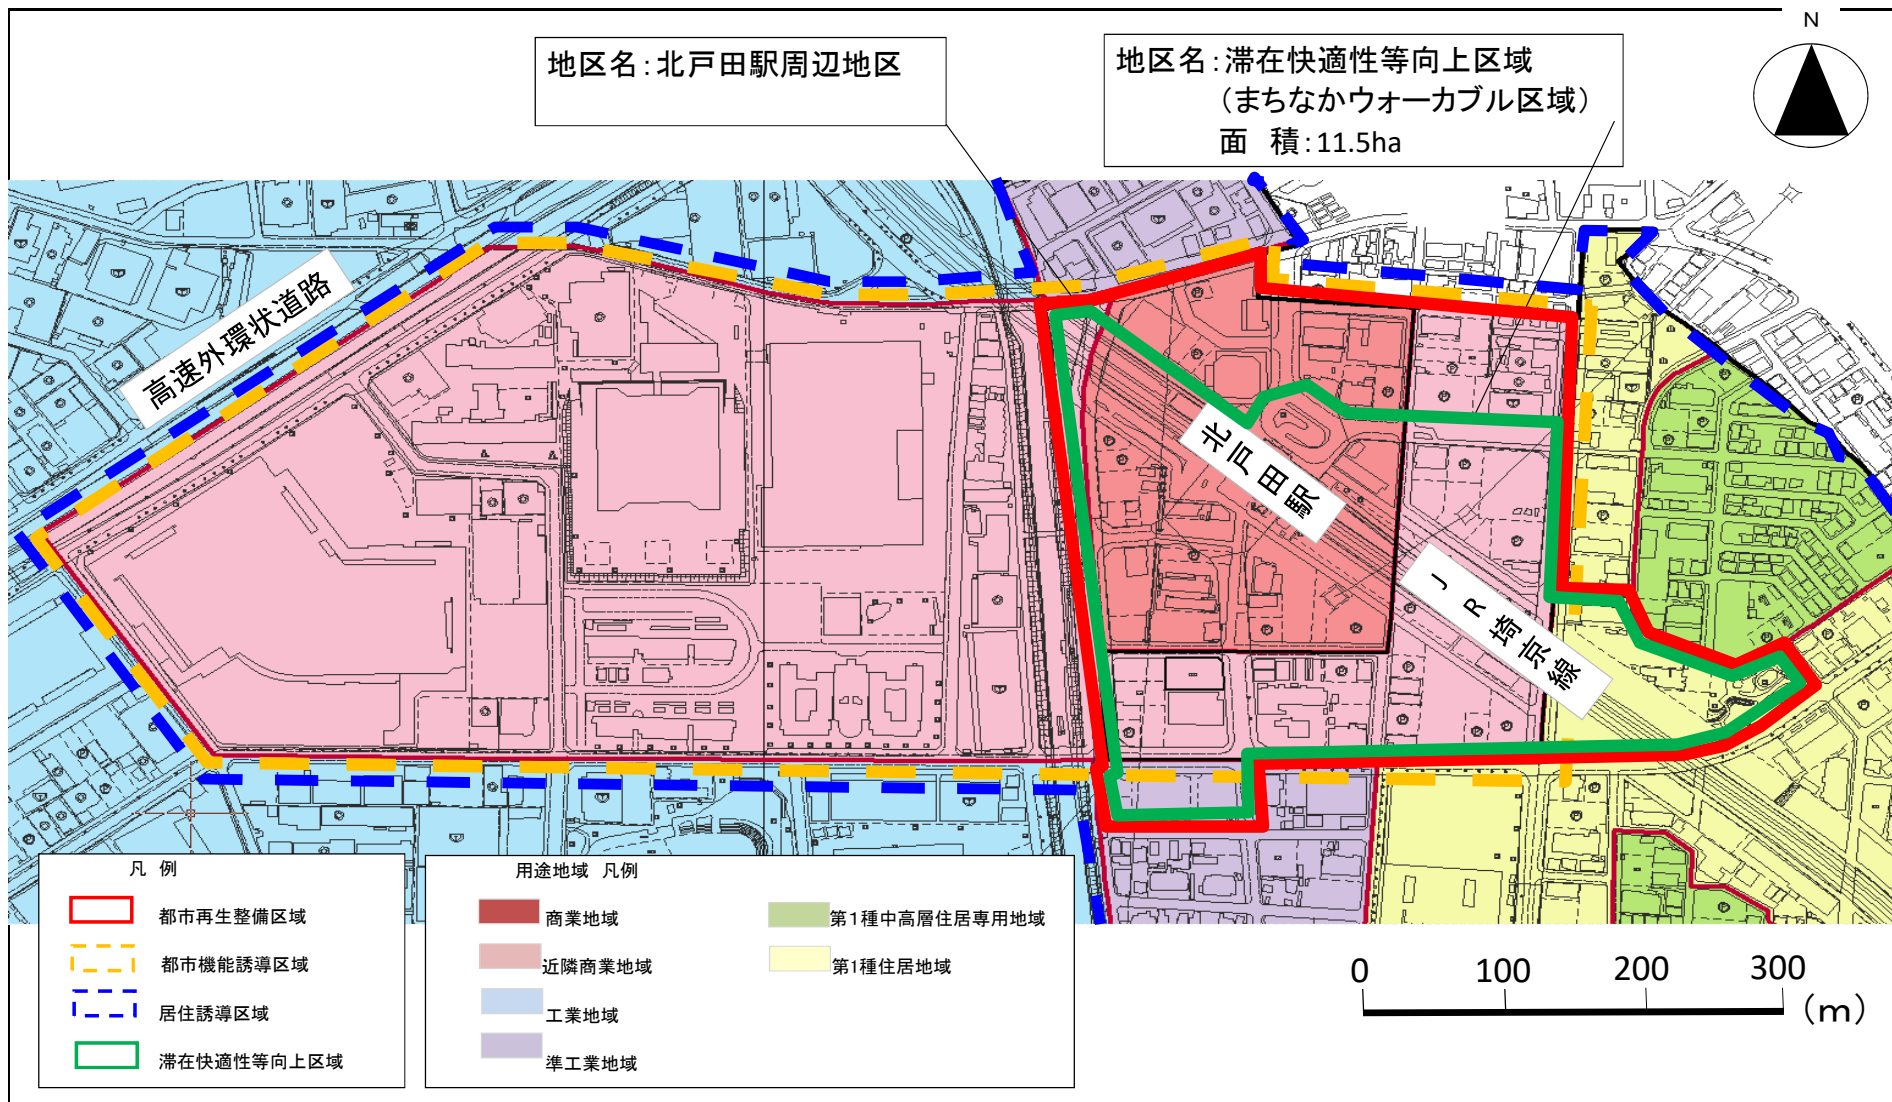 N
地区名：北戸田駅周辺地区
地区名：滞在快適性等向上区域
（まちなかウォーカブル区域）
面　積：11.5ha
高速外環状道路
北戸田駅
ＪＲ埼京線
凡 例
都市再生整備区域
都市機能誘導区域
居住誘導区域
滞在快適性等向上区域
用途地域 凡例
商業地域
近隣商業地域
工業地域
準工業地域
第1種中高層住居専用地域
第1種住居地域
0 100 200 300
（ｍ）